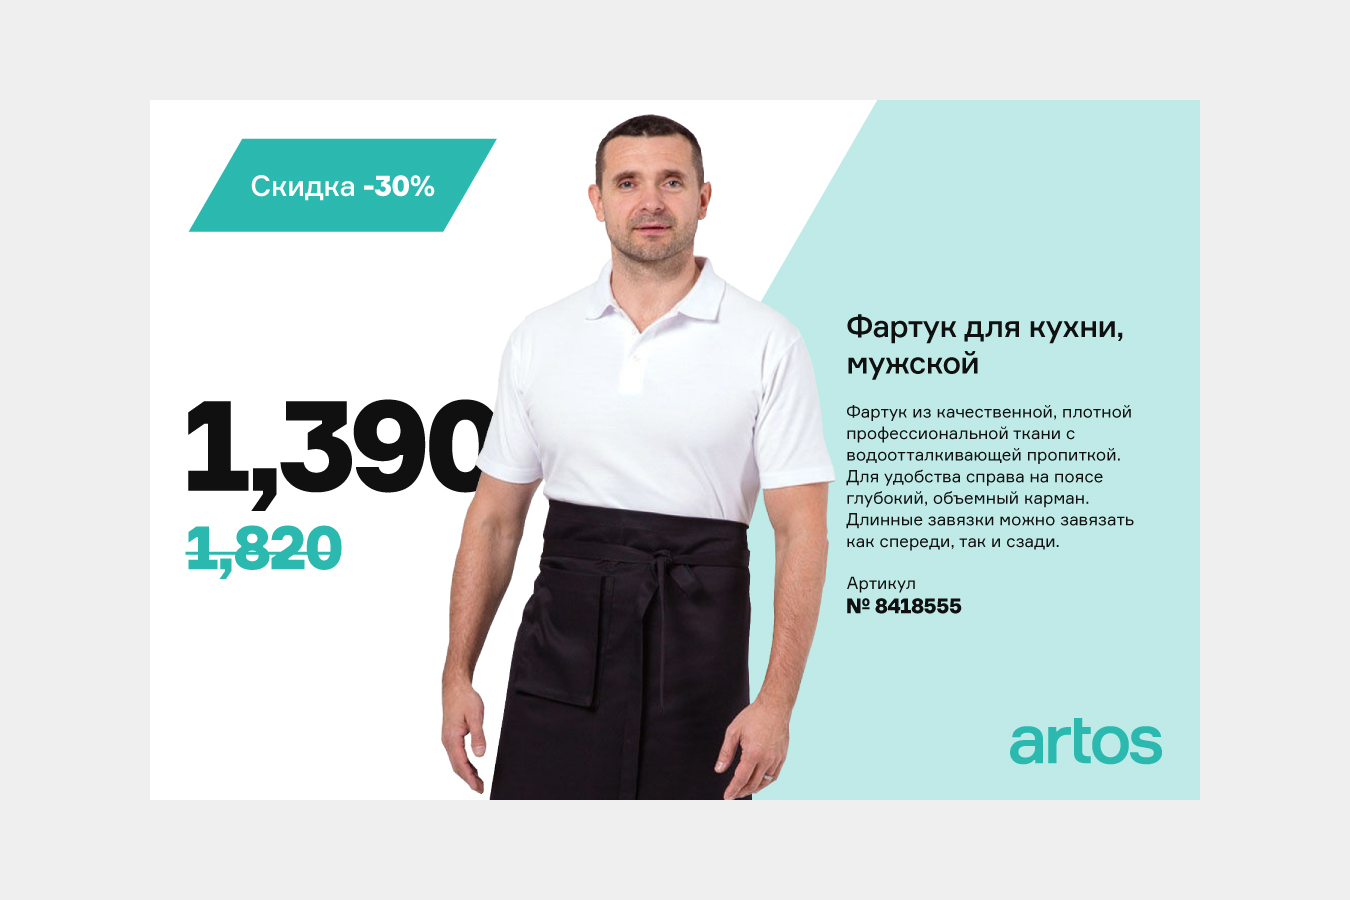 Скидка -30%
1,390
1,820
Фартук для кухни,
мужской
Фартук из качественной, плотной
профессиональной ткани с
водоотталкивающей пропиткой.
Для удобства справа на поясе
глубокий, объемный карман.
Длинные завязки можно завязать
как спереди, так и сзади.
Артикул
№ 8418555
artos